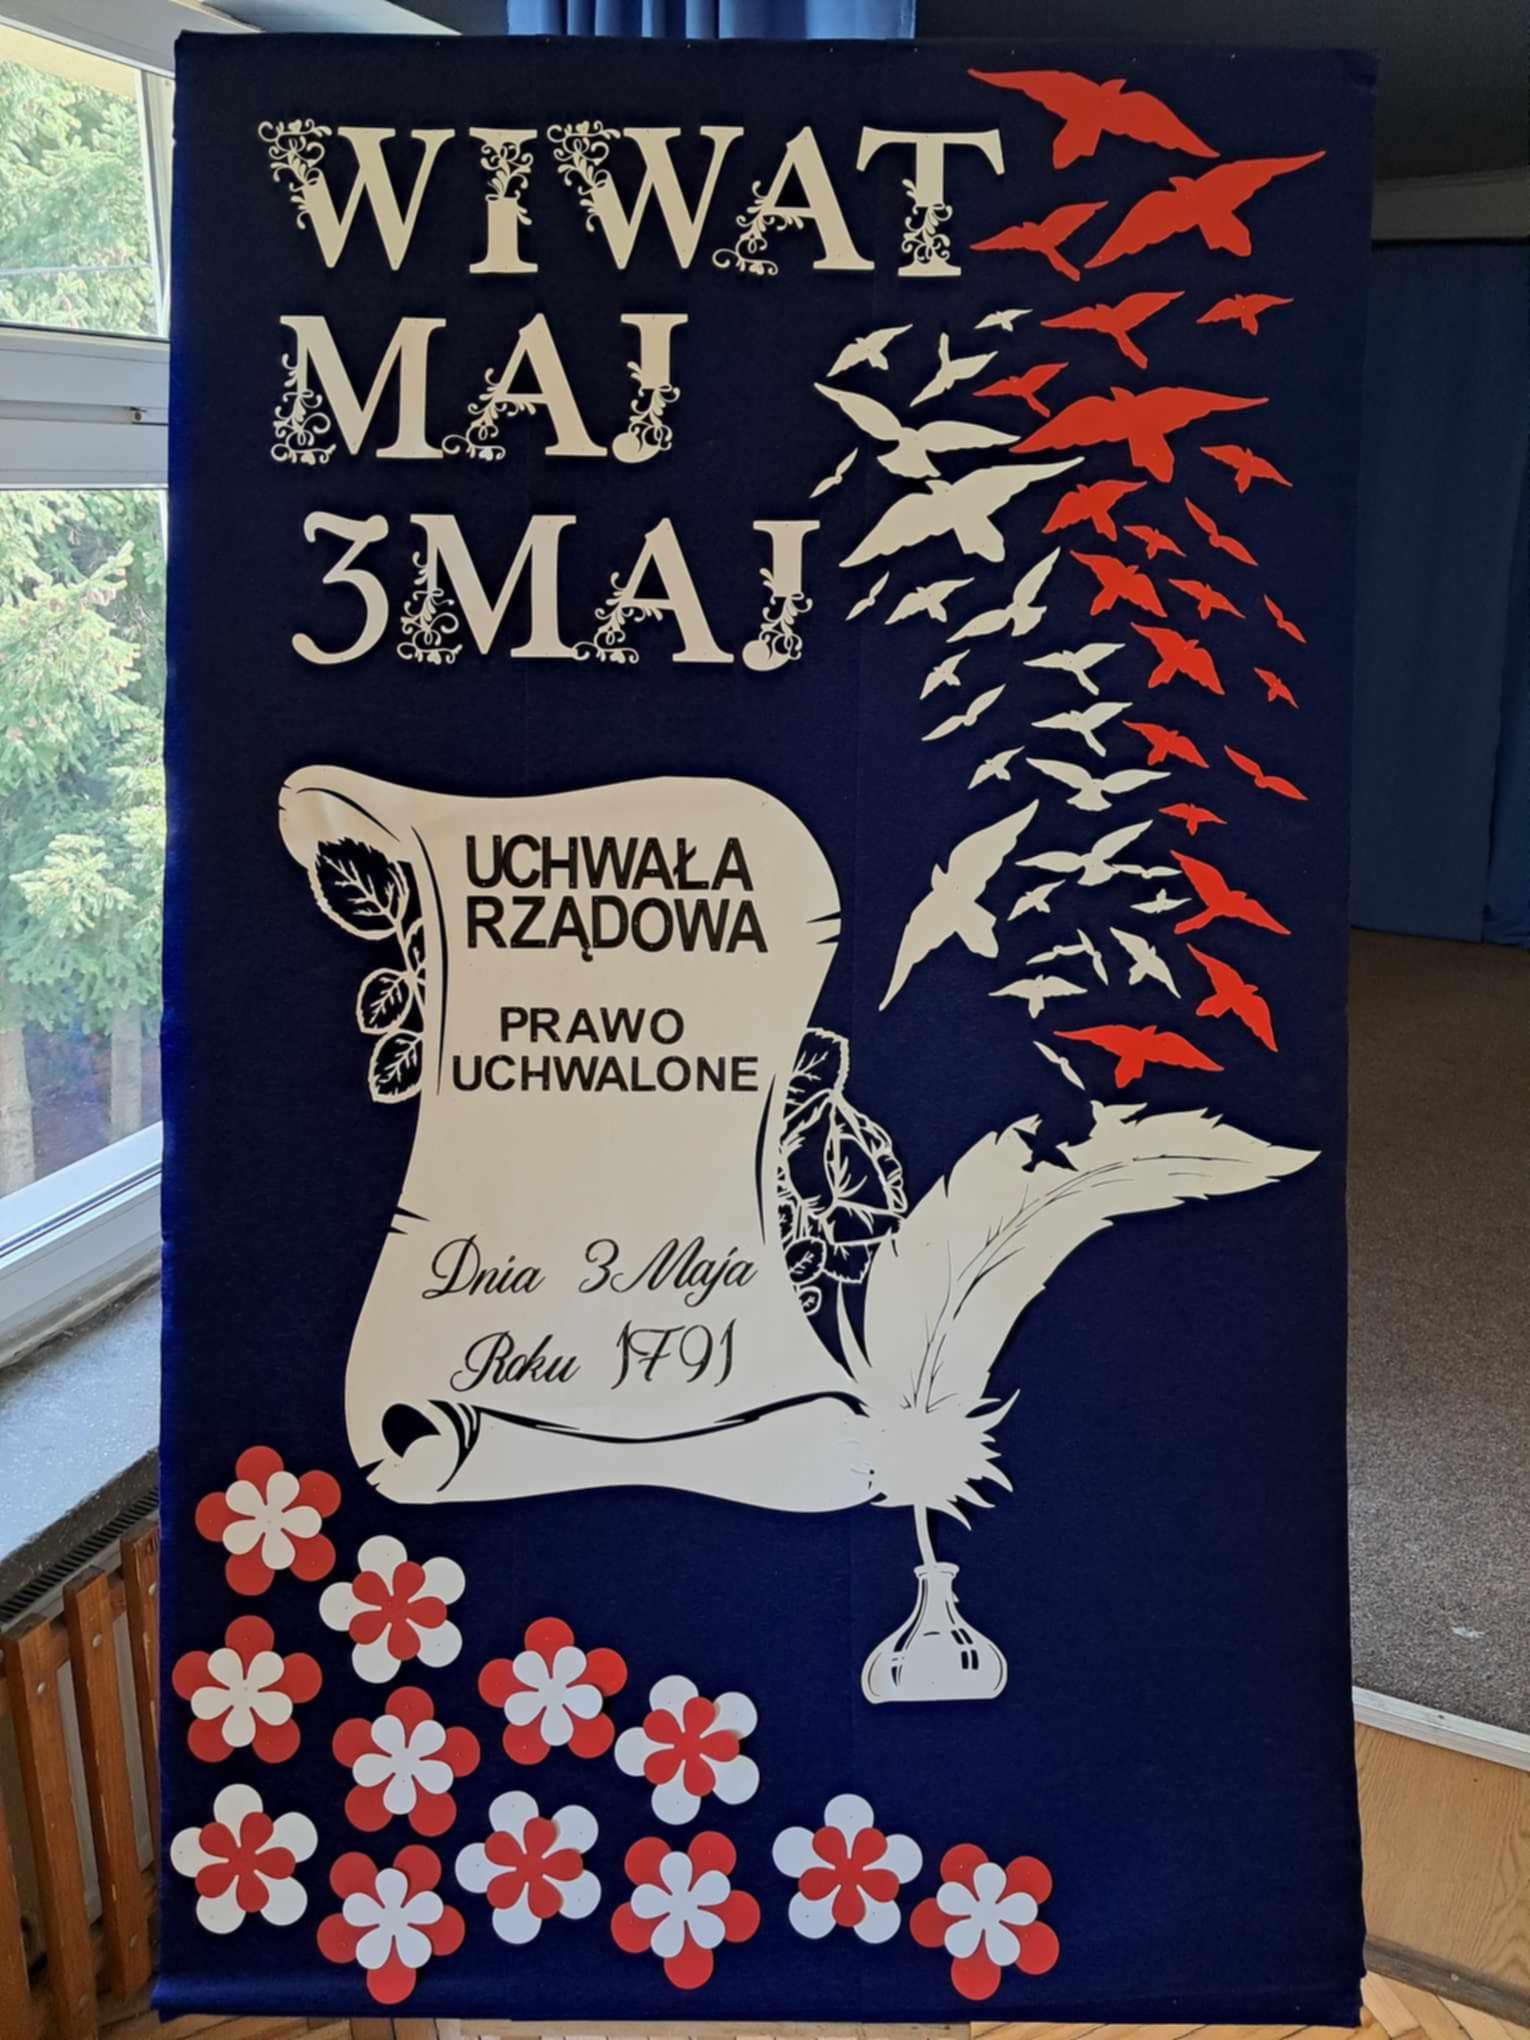 WIWAT
MAJ
3MAJ
UCHWAŁA
RZĄDOWA
PRAWO
UCHWALONE
Dnia 3 Maja
Roku 1791